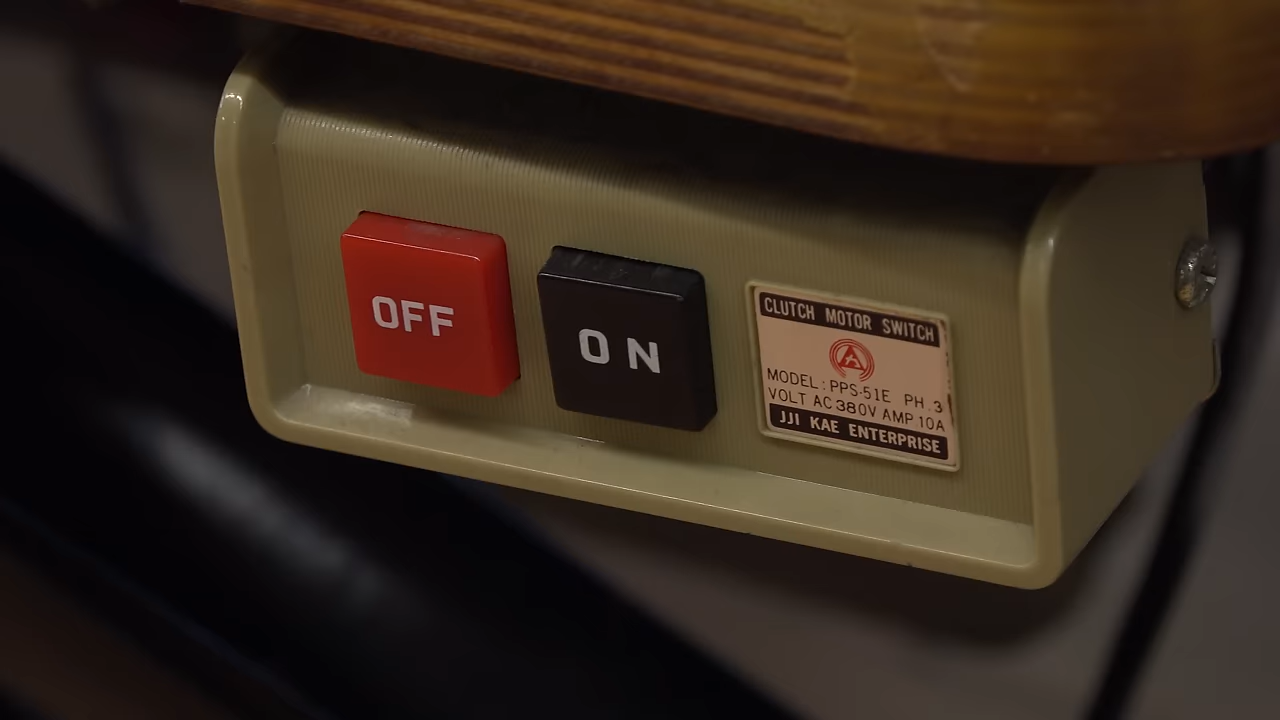 OFF
ON
CLUTCH MOTOR SWITCH
MODEL: PPS-51E PH. 3
VOLT AC 380V AMP 10A
JJI KAE ENTERPRISE